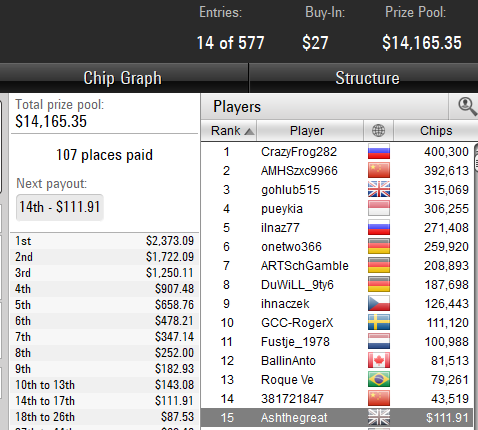 Entries: Buy-In: Prize Pool:
14 of 577 $27 $14,165.35
Chip Graph Structure
Total prize pool:
$14,165.35
107 places paid
Next payout:
14th - $111.91
1st $2,373.09
2nd $1,722.09
3rd $1,250.11
4th $907.48
5th $658.76
6th $478.21
7th $347.14
8th $252.00
9th $182.93
10th to 13th $143.08
14th to 17th $111.91
18th to 26th $87.53
Players
Rank Player Chips
1 CrazyFrog282 400,300
2 AMHSzxc9966 392,613
3 gohlub515 315,069
4 pueykia 306,255
5 ilnaz77 271,408
6 onetwo366 259,920
7 ARTSchGamble 208,893
8 DuWiLL_9ty6 187,698
9 ihnaczek 126,443
10 GCC-RogerX 111,120
11 Fustje_1978 100,988
12 BallinAnto 81,513
13 Roque Ve 79,261
14 381721847 43,519
15 Ashthegreat $111.91